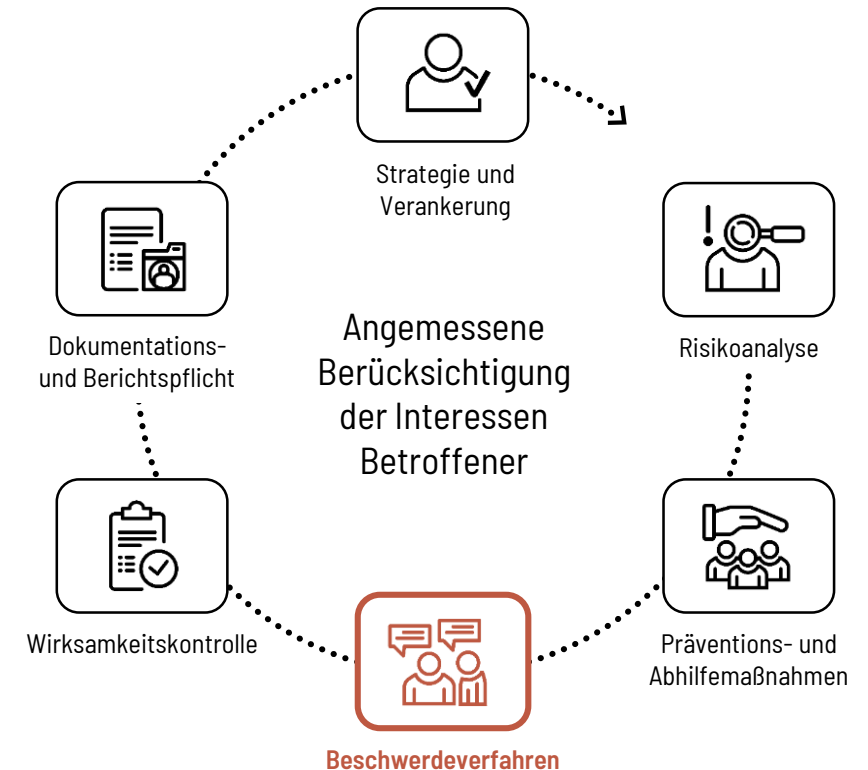 Strategie und
Verankerung
Risikoanalyse
Präventions- und
Abhilfemaßnahmen
Beschwerdeverfahren
Wirksamkeitskontrolle
Dokumentations-
und Berichtspflicht
Angemessene
Berücksichtigung
der Interessen
Betroffener